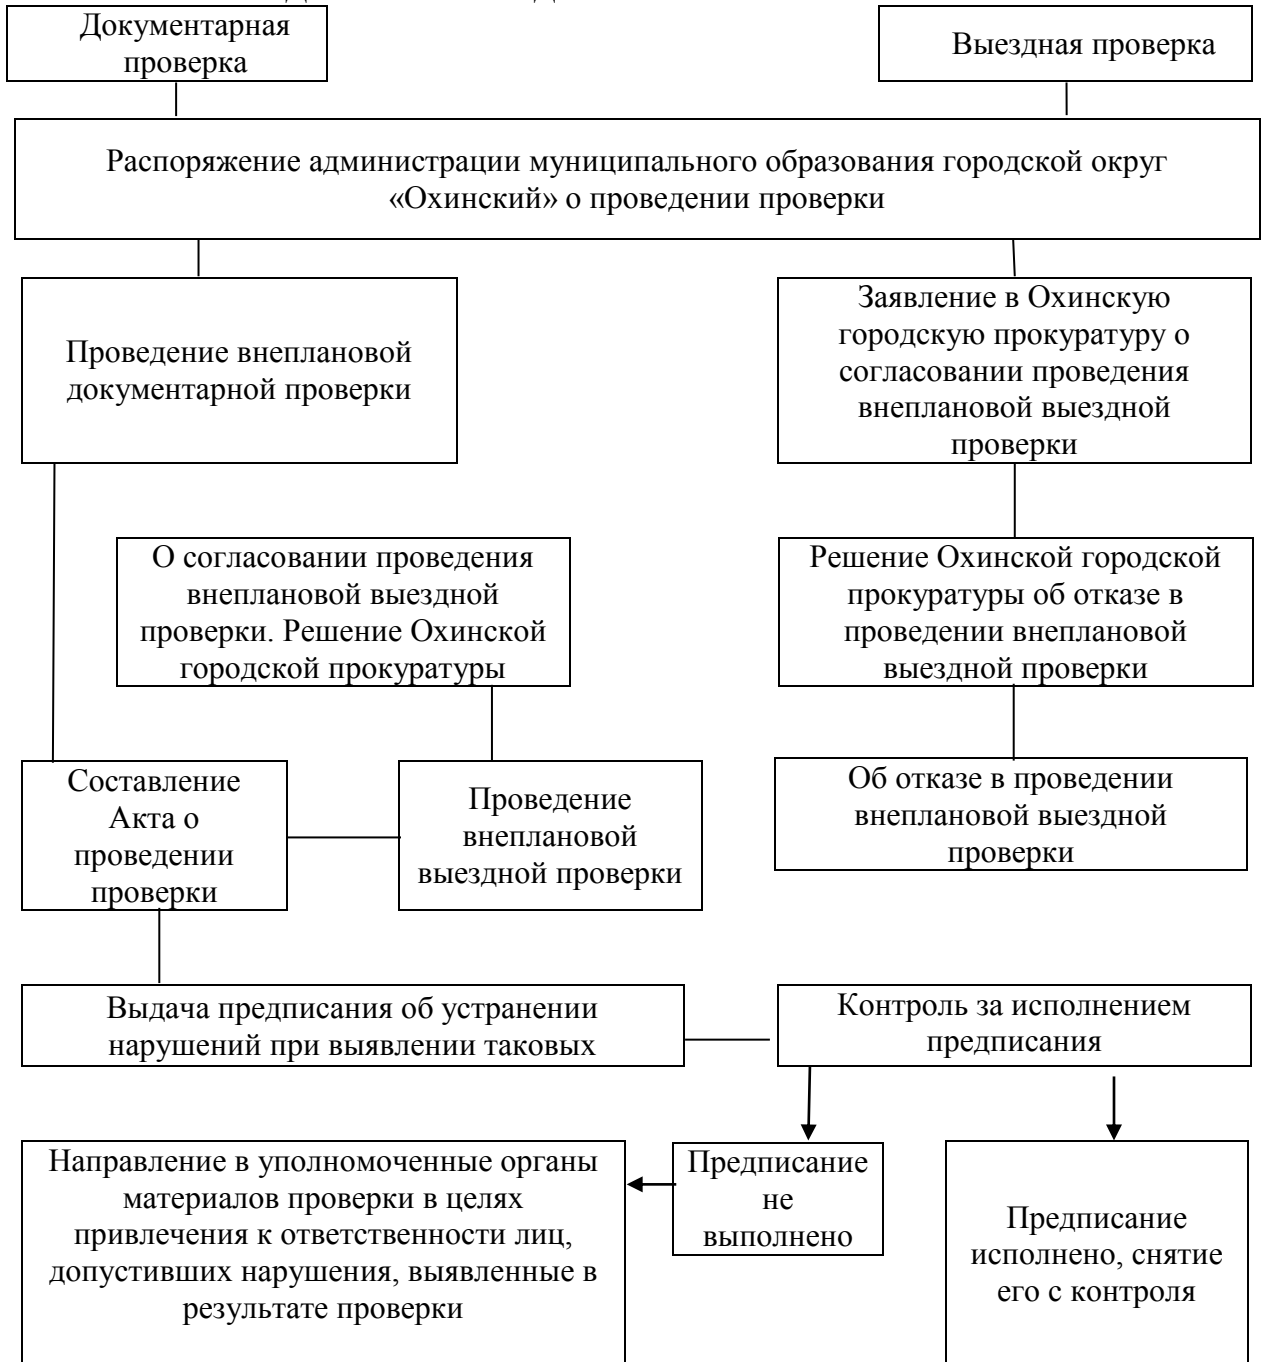 Документарная
проверка
Выездная проверка
Распоряжение администрации муниципального образования городской округ
«Охинский» о проведении проверки
Проведение внеплановой
документарной проверки
Заявление в Охинскую
городскую прокуратуру о
согласовании проведения
внеплановой выездной
проверки
О согласовании проведения
внеплановой выездной
проверки. Решение Охинской
городской прокуратуры
Решение Охинской городской
прокуратуры об отказе в
проведении внеплановой
выездной проверки
Составление
Акта о
проведении
проверки
Проведение
внеплановой
выездной проверки
Об отказе в проведении
внеплановой выездной
проверки
Выдача предписания об устранении
нарушений при выявлении таковых
Контроль за исполнением
предписания
Направление в уполномоченные органы
материалов проверки в целях
привлечения к ответственности лиц,
допустивших нарушения, выявленные в
результате проверки
Предписание
не
выполнено
Предписание
исполнено, снятие
его с контроля